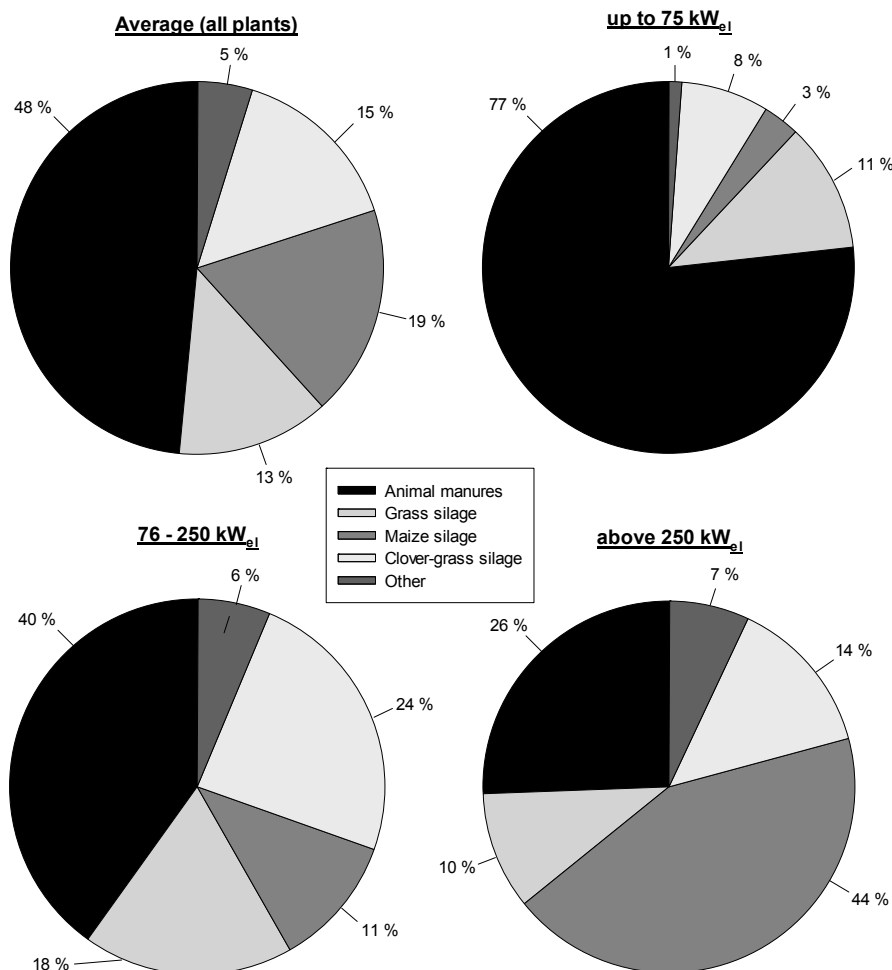 Average (all plants)
5 %
48 %
15 %
19 %
13 %
up to 75 kWel
1 %
8 %
77 %
3 %
11 %
Animal manures
Grass silage
Maize silage
Clover-grass silage
Other
76 - 250 kWel
6 %
40 %
24 %
11 %
18 %
above 250 kWel
7 %
26 %
14 %
10 %
44 %